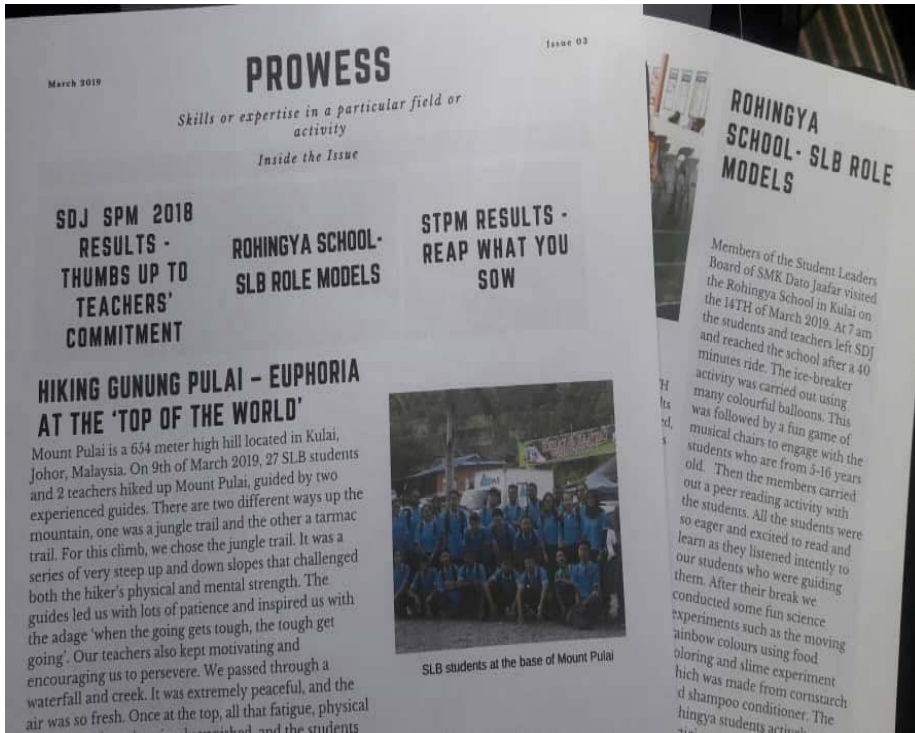 March 2019
Issue 03
PROWESS
Skills or expertise in a particular field or
activity
Inside the Issue
SDJ SPM 2018
RESULTS -
THUMBS UP TO
TEACHERS'
COMMITMENT
ROHINGYA SCHOOL-
SLB ROLE MODELS
STPM RESULTS -
REAP WHAT YOU
SOW
HIKING GUNUNG PULAI – EUPHORIA
AT THE 'TOP OF THE WORLD'
Mount Pulai is a 654 meter high hill located in Kulai,
Johor, Malaysia. On 9th of March 2019, 27 SLB students
and 2 teachers hiked up Mount Pulai, guided by two
experienced guides. There are two different ways up the
mountain, one was a jungle trail and the other a tarmac
trail. For this climb, we chose the jungle trail. It was a
series of very steep up and down slopes that challenged
both the hiker's physical and mental strength. The
guides led us with lots of patience and inspired us with
the adage 'when the going gets tough, the tough get
going'. Our teachers also kept motivating and
encouraging us to persevere. We passed through a
waterfall and creek. It was extremely peaceful, and the
air was so fresh. Once at the top, all that fatigue, physical
and the students
SLB students at the base of Mount Pulai
ROHINGYA
SCHOOL- SLB ROLE
MODELS
Members of the Student Leaders
Board of SMK Dato Jaafar visited
the Rohingya School in Kulai on
the 14TH of March 2019. At 7 am
the students and teachers left SDJ
and reached the school after a 40
minutes ride. The ice-breaker
activity was carried out using
many colourful balloons. This
was followed by a fun game of
musical chairs to engage with the
students who are from 5-16 years
old. Then the members carried
out a peer reading activity with
the students. All the students were
so eager and excited to read and
learn as they listened intently to
our students who were guiding
them. After their break we
conducted some fun science
experiments such as the moving
ainbow colours using food
oloring and slime experiment
hich was made from cornstarch
d shampoo conditioner. The
hingya students